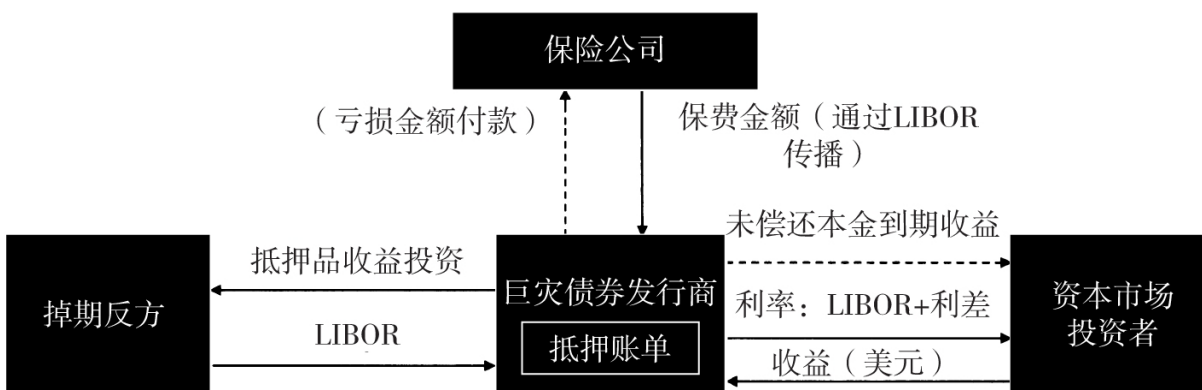 保险公司
（亏损金额付款）
保费金额（通过LIBOR
传播）
未偿还本金到期收益
抵押品收益投资
掉期反方
巨灾债券发行商
利率：LIBOR+利差
资本市场
投资者
LIBOR
抵押账单
收益（美元）